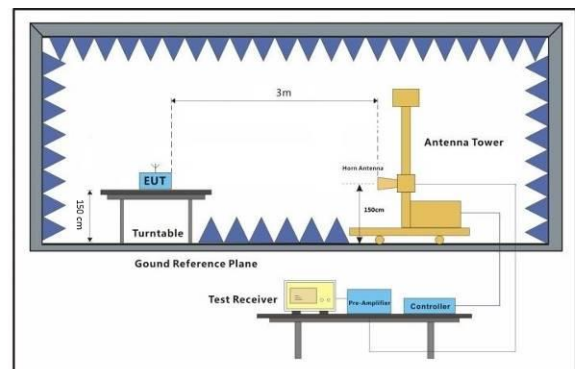 3m
Antenna Tower
Horn Antenna
EUT
150 cm
150cm
Turntable
Gound Reference Plane
Test Receiver
Pre-Amplifier
Controller